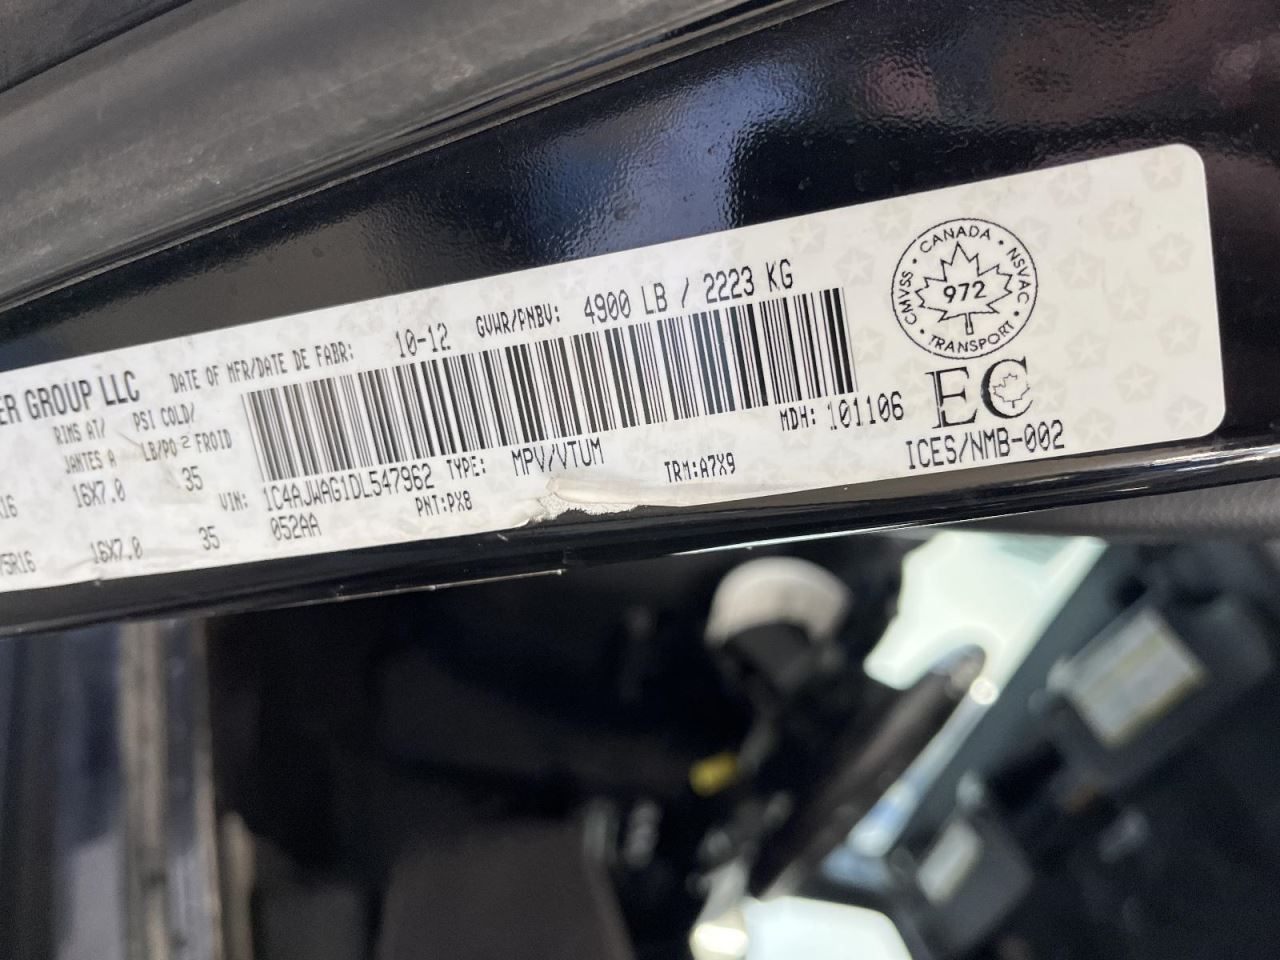 ER GROUP LLC
DATE OF MFR/DATE DE FABR: 10-12
GVWR/PNBV: 4900 LB / 2223 KG
RIMS AT/
JANTES A
PSI COLD/
LB/PO² FROID
R16 16X7.0 35
75R16 16X7.0 35
VIN: 1C4AJWAG1DL547962
TYPE: MPV/VTUM
MDH: 101106
052AA
PNT:PX8
TRM:A7X9
CANADA · NSVAC · TRANSPORT · CMVSS ·
972
EC
ICES/NMB-002